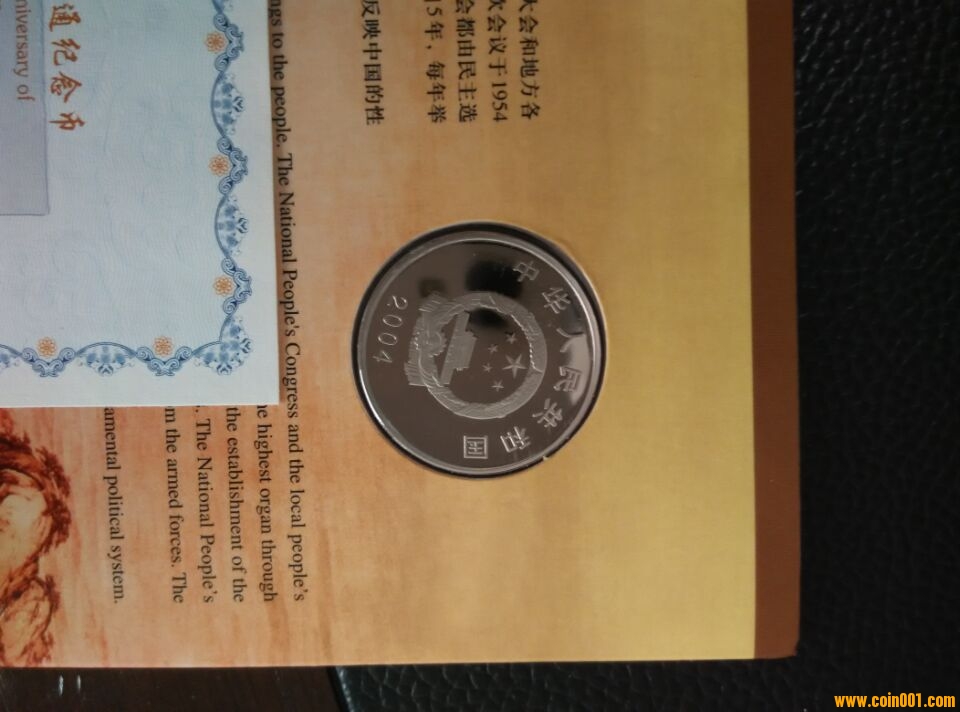 大会和地方各
次会议于1954
会都由民主选
5年，每年举
反映中国的性
中华人民共和国
2004
ngs to the people. The National People's Congress and the local people's
he highest organ through
the establishment of the
. The National People's
m the armed forces. The
amental political system.
通纪念币
niversary of
www.coin001.com